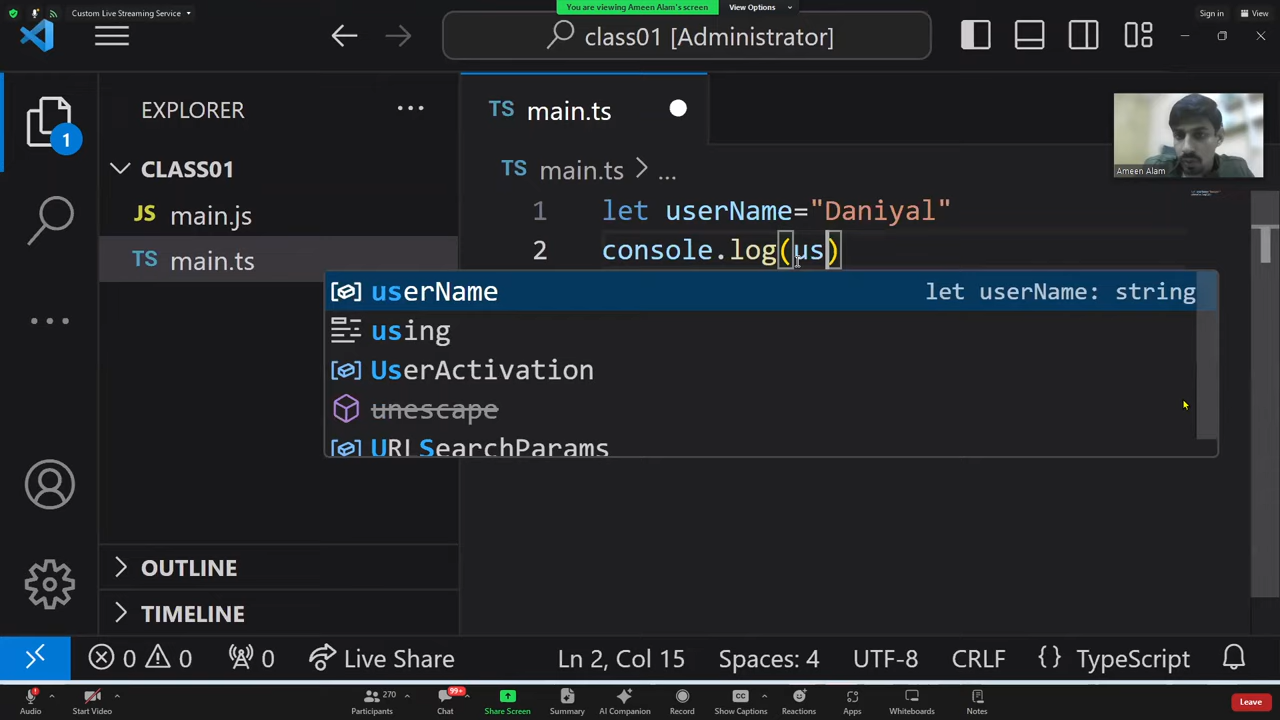 Custom Live Streaming Service
You are viewing Ameen Alam's screen
View Options
Sign in
View
class01 [Administrator]
EXPLORER
TS main.ts
1
CLASS01
TS main.ts > ...
Ameen Alam
JS main.js
TS main.ts
1 let userName="Daniyal"
2 console.log(us)
userName let userName: string
using
UserActivation
unescape
URLSearchParams
OUTLINE
TIMELINE
0 0 0 Live Share Ln 2, Col 15 Spaces: 4 UTF-8 CRLF {} TypeScript
270 99+
Audio Start Video Participants Chat Share Screen Summary AI Companion Record Show Captions Reactions Apps Whiteboards Notes Leave